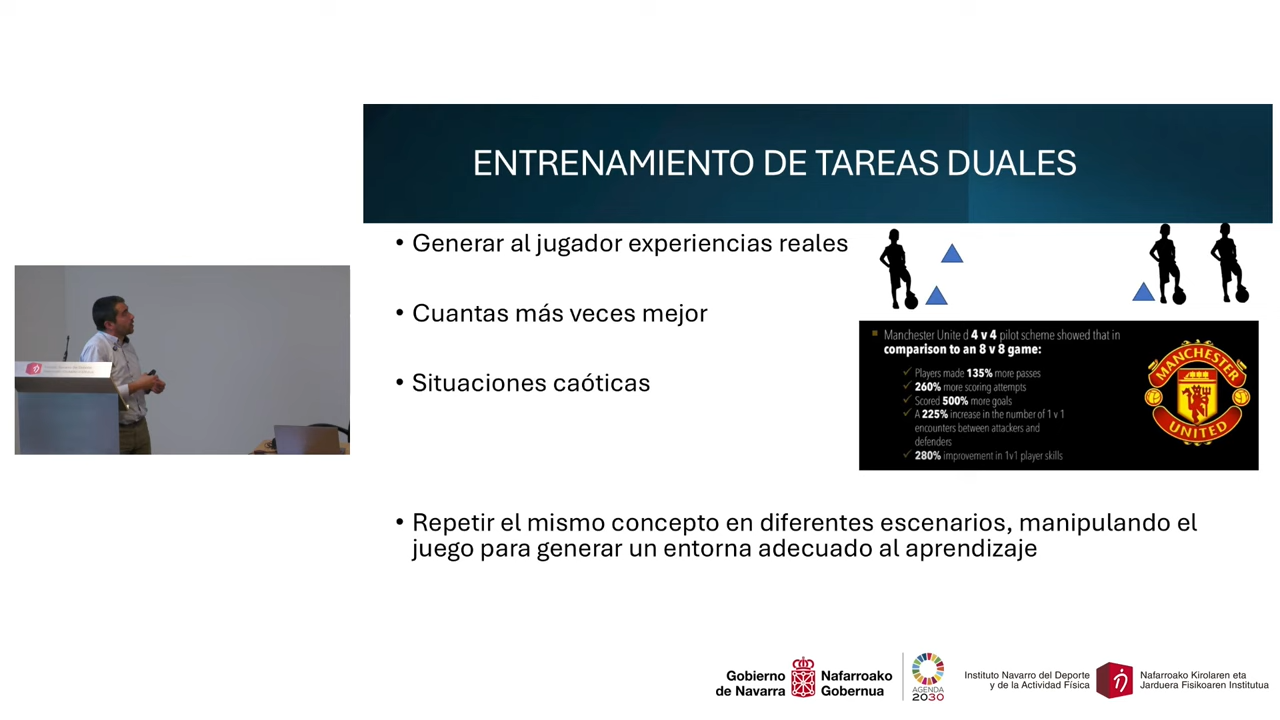 ENTRENAMIENTO DE TAREAS DUALES
• Generar al jugador experiencias reales
• Cuantas más veces mejor
• Situaciones caóticas
Manchester Unite d 4 v 4 pilot scheme showed that in
comparison to an 8 v 8 game:
Players made 135% more passes
260% more scoring attempts
Scored 500% more goals
A 225% increase in the number of 1 v 1
encounters between attackers and
defenders
280% improvement in 1v1 player skills
MANCHESTER
UNITED
• Repetir el mismo concepto en diferentes escenarios, manipulando el
juego para generar un entorna adecuado al aprendizaje
Gobierno
de Navarra
Nafarroako
Gobernua
AGENDA
2030
Instituto Navarro del Deporte
y de la Actividad Física
Nafarroako Kirolaren eta
Jarduera Fisikoaren Institutua